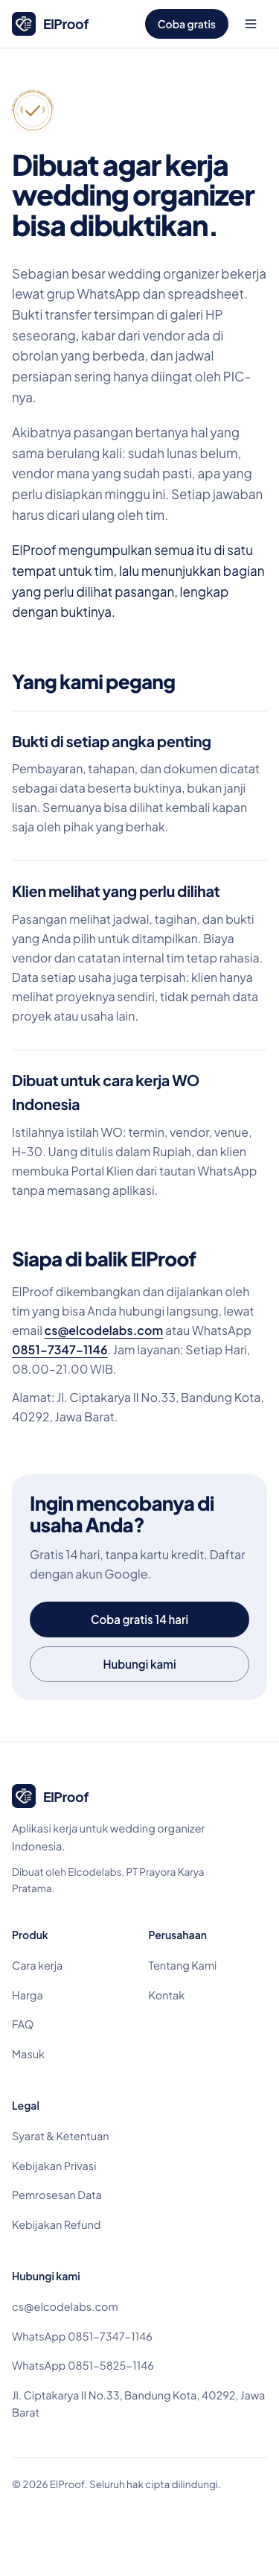 ElProof
Coba gratis
Dibuat agar kerja
wedding organizer
bisa dibuktikan.
Sebagian besar wedding organizer bekerja
lewat grup WhatsApp dan spreadsheet.
Bukti transfer tersimpan di galeri HP
seseorang, kabar dari vendor ada di
obrolan yang berbeda, dan jadwal
persiapan sering hanya diingat oleh PIC-
nya.
Akibatnya pasangan bertanya hal yang
sama berulang kali: sudah lunas belum,
vendor mana yang sudah pasti, apa yang
perlu disiapkan minggu ini. Setiap jawaban
harus dicari ulang oleh tim.
ElProof mengumpulkan semua itu di satu
tempat untuk tim, lalu menunjukkan bagian
yang perlu dilihat pasangan, lengkap
dengan buktinya.
Yang kami pegang
Bukti di setiap angka penting
Pembayaran, tahapan, dan dokumen dicatat
sebagai data beserta buktinya, bukan janji
lisan. Semuanya bisa dilihat kembali kapan
saja oleh pihak yang berhak.
Klien melihat yang perlu dilihat
Pasangan melihat jadwal, tagihan, dan bukti
yang Anda pilih untuk ditampilkan. Biaya
vendor dan catatan internal tim tetap rahasia.
Data setiap usaha juga terpisah: klien hanya
melihat proyeknya sendiri, tidak pernah data
proyek atau usaha lain.
Dibuat untuk cara kerja WO
Indonesia
Istilahnya istilah WO: termin, vendor, venue,
H-30. Uang ditulis dalam Rupiah, dan klien
membuka Portal Klien dari tautan WhatsApp
tanpa memasang aplikasi.
Siapa di balik ElProof
ElProof dikembangkan dan dijalankan oleh
tim yang bisa Anda hubungi langsung, lewat
email cs@elcodelabs.com atau WhatsApp
0851-7347-1146. Jam layanan: Setiap Hari,
08.00–21.00 WIB.
Alamat: Jl. Ciptakarya II No.33, Bandung Kota,
40292, Jawa Barat.
Ingin mencobanya di
usaha Anda?
Gratis 14 hari, tanpa kartu kredit. Daftar
dengan akun Google.
Coba gratis 14 hari
Hubungi kami
ElProof
Aplikasi kerja untuk wedding organizer
Indonesia.
Dibuat oleh Elcodelabs, PT Prayora Karya
Pratama.
Produk
Cara kerja
Harga
FAQ
Masuk
Perusahaan
Tentang Kami
Kontak
Legal
Syarat & Ketentuan
Kebijakan Privasi
Pemrosesan Data
Kebijakan Refund
Hubungi kami
cs@elcodelabs.com
WhatsApp 0851-7347-1146
WhatsApp 0851-5825-1146
Jl. Ciptakarya II No.33, Bandung Kota, 40292, Jawa
Barat
© 2026 ElProof. Seluruh hak cipta dilindungi.